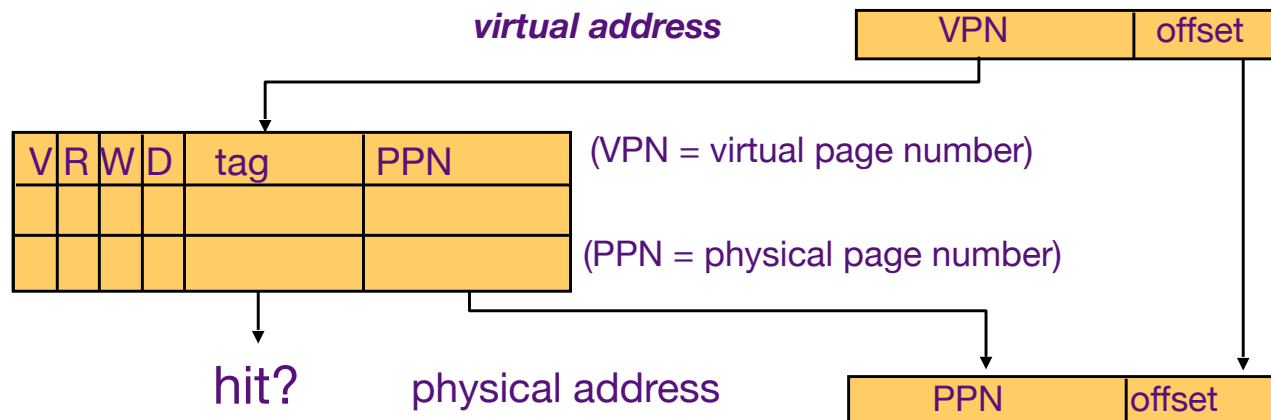 virtual address
VPN offset
V R W D tag PPN
(VPN = virtual page number)
(PPN = physical page number)
hit?
physical address
PPN offset